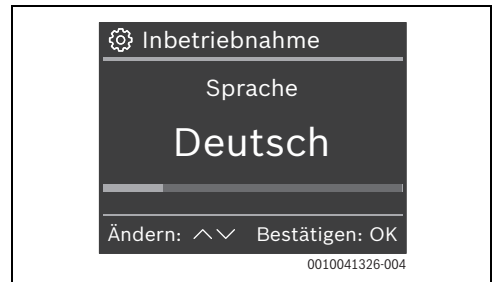 Inbetriebnahme
Sprache
Deutsch
Ändern: Bestätigen: OK
0010041326-004